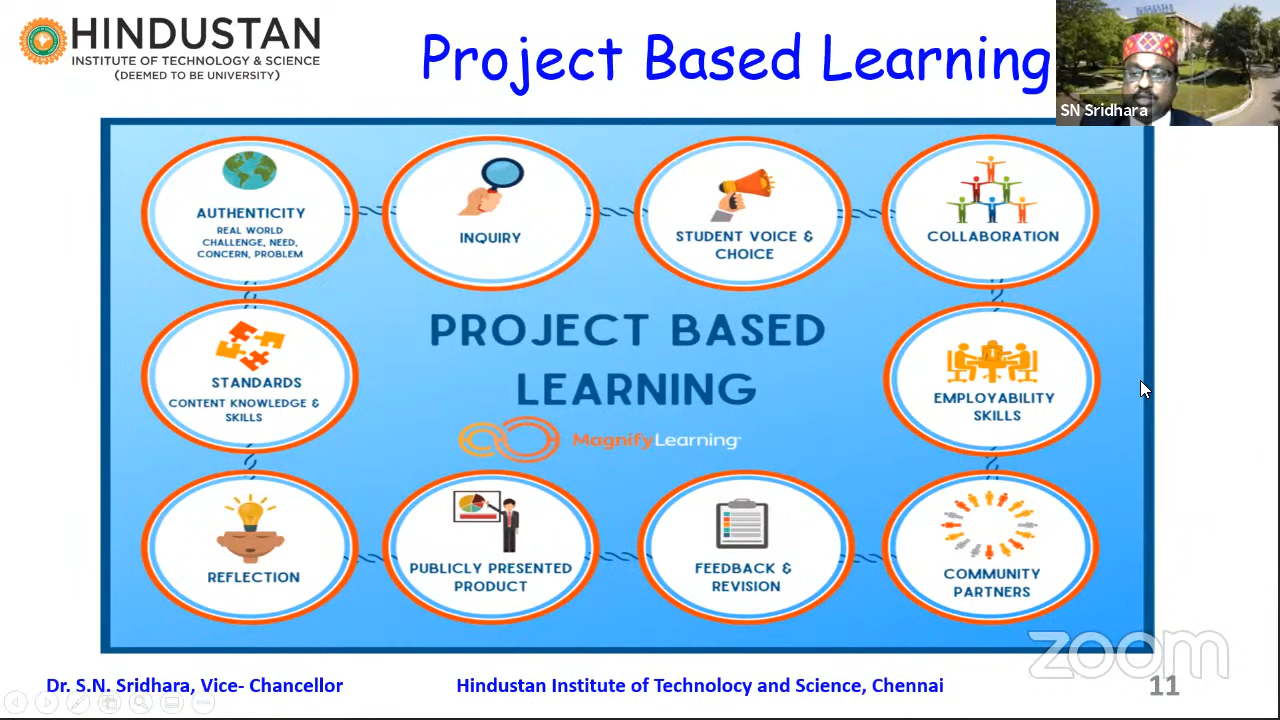 HINDUSTAN
INSTITUTE OF TECHNOLOGY & SCIENCE
(DEEMED TO BE UNIVERSITY)
Project Based Learning
SN Sridhara
AUTHENTICITY
REAL WORLD
CHALLENGE, NEED,
CONCERN, PROBLEM
INQUIRY
STUDENT VOICE &
CHOICE
COLLABORATION
PROJECT BASED
LEARNING
MagnifyLearning
STANDARDS
CONTENT KNOWLEDGE &
SKILLS
EMPLOYABILITY
SKILLS
REFLECTION
PUBLICLY PRESENTED
PRODUCT
FEEDBACK &
REVISION
COMMUNITY
PARTNERS
zoom
Dr. S.N. Sridhara, Vice- Chancellor
Hindustan Institute of Technology and Science, Chennai
11